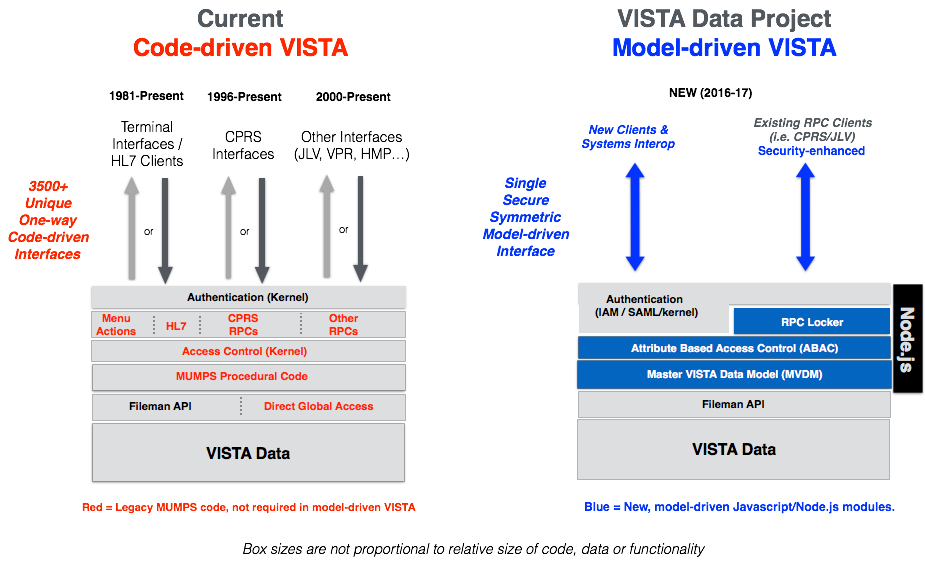 Current
Code-driven VISTA
1981-Present
1996-Present
2000-Present
Terminal
Interfaces /
HL7 Clients
CPRS
Interfaces
Other Interfaces
(JLV, VPR, HMP…)
3500+
Unique
One-way
Code-driven
Interfaces
or
or
or
Authentication (Kernel)
Menu
Actions
HL7
CPRS
RPCs
Other
RPCs
Access Control (Kernel)
MUMPS Procedural Code
Fileman API
Direct Global Access
VISTA Data
Red = Legacy MUMPS code, not required in model-driven VISTA
VISTA Data Project
Model-driven VISTA
NEW (2016-17)
New Clients &
Systems Interop
Existing RPC Clients
(i.e. CPRS/JLV)
Security-enhanced
Single
Secure
Symmetric
Model-driven
Interface
Authentication
(IAM / SAML/kernel)
RPC Locker
Attribute Based Access Control (ABAC)
Master VISTA Data Model (MVDM)
Fileman API
VISTA Data
Node.js
Blue = New, model-driven Javascript/Node.js modules.
Box sizes are not proportional to relative size of code, data or functionality